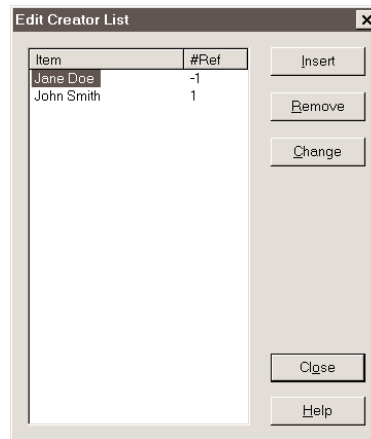 Edit Creator List
Item #Ref
Jane Doe -1
John Smith 1
Insert
Remove
Change
Close
Help